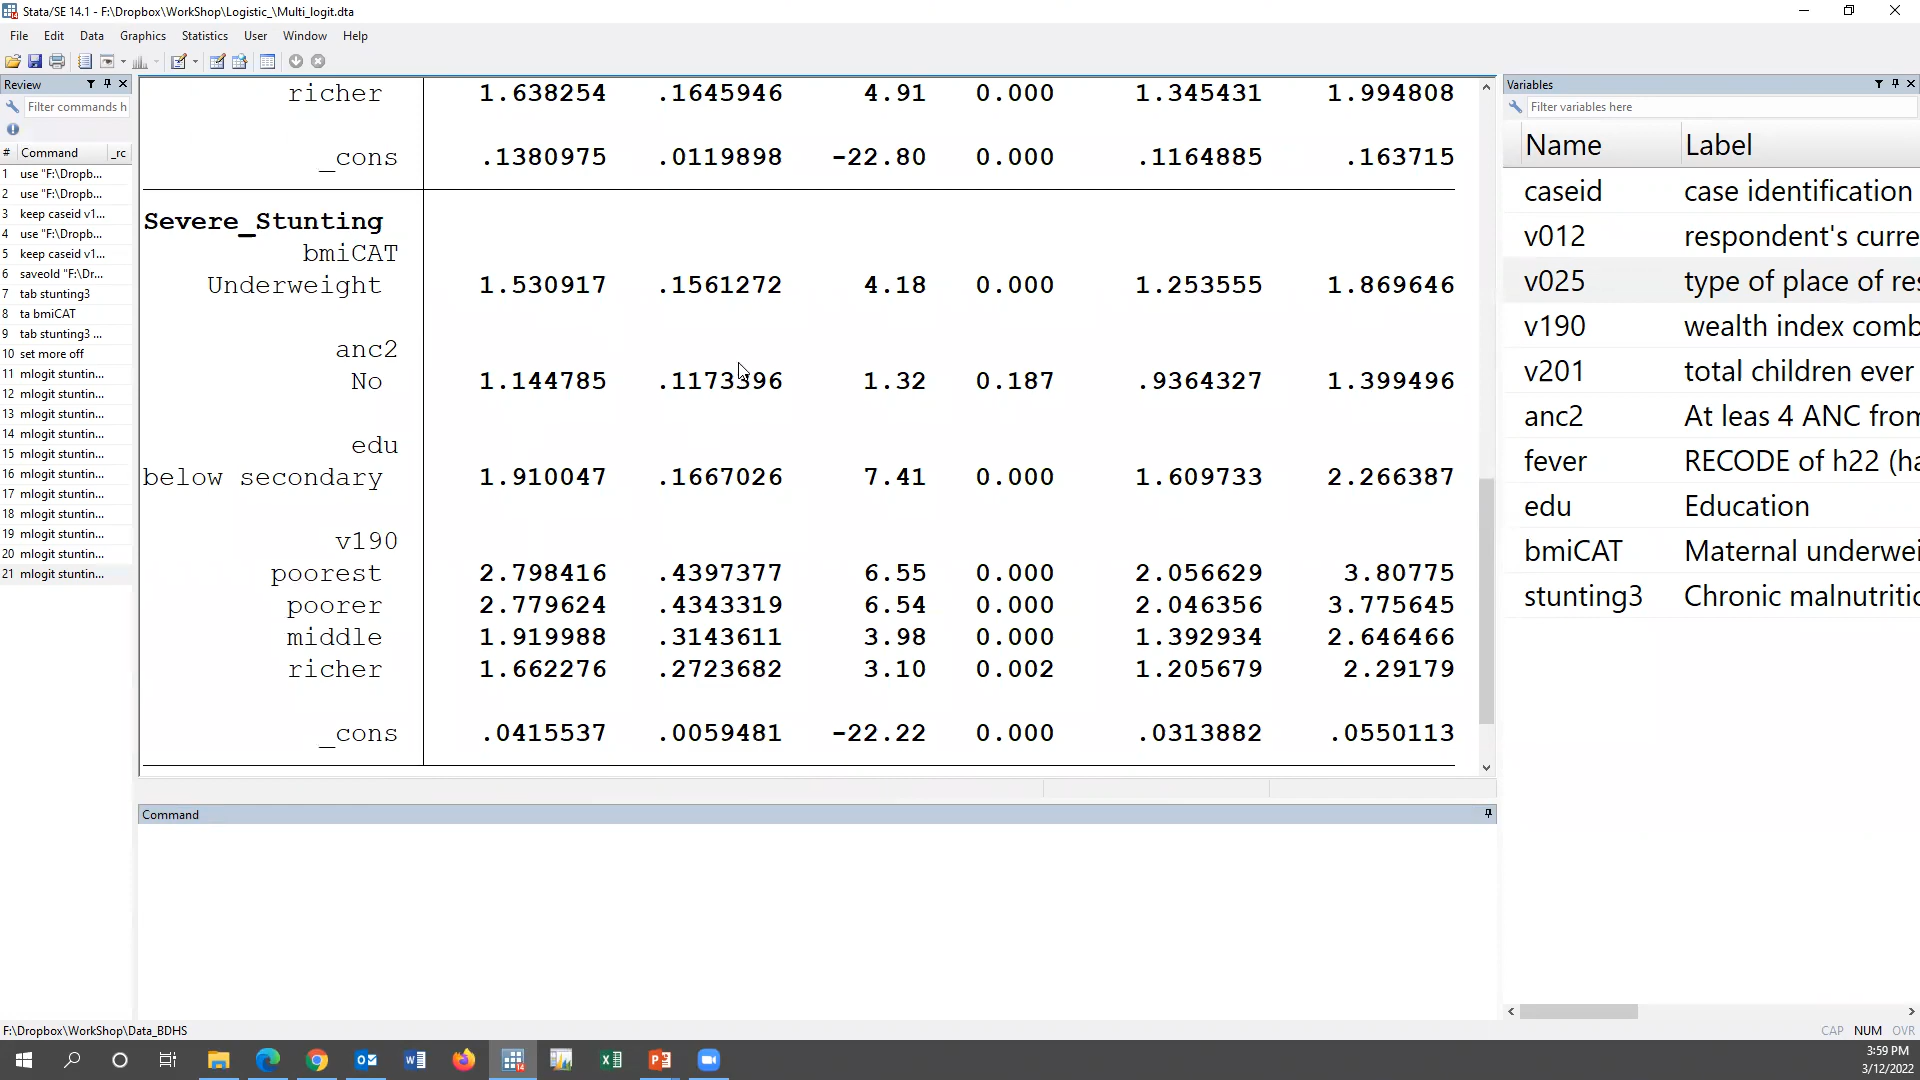 Stata/SE 14.1 - F:\Dropbox\WorkShop\Logistic_\Multi_logit.dta
File Edit Data Graphics Statistics User Window Help
Review
Filter commands h
# Command _rc
1 use "F:\Dropb...
2 use "F:\Dropb...
3 keep caseid v1...
4 use "F:\Dropb...
5 keep caseid v1...
6 saveold "F:\Dr...
7 tab stunting3
8 ta bmiCAT
9 tab stunting3 ...
10 set more off
11 mlogit stuntin...
12 mlogit stuntin...
13 mlogit stuntin...
14 mlogit stuntin...
15 mlogit stuntin...
16 mlogit stuntin...
17 mlogit stuntin...
18 mlogit stuntin...
19 mlogit stuntin...
20 mlogit stuntin...
21 mlogit stuntin...
richer 1.638254 .1645946 4.91 0.000 1.345431 1.994808
_cons .1380975 .0119898 -22.80 0.000 .1164885 .163715
Severe_Stunting
bmiCAT
Underweight 1.530917 .1561272 4.18 0.000 1.253555 1.869646
anc2
No 1.144785 .1173396 1.32 0.187 .9364327 1.399496
edu
below secondary 1.910047 .1667026 7.41 0.000 1.609733 2.266387
v190
poorest 2.798416 .4397377 6.55 0.000 2.056629 3.80775
poorer 2.779624 .4343319 6.54 0.000 2.046356 3.775645
middle 1.919988 .3143611 3.98 0.000 1.392934 2.646466
richer 1.662276 .2723682 3.10 0.002 1.205679 2.29179
_cons .0415537 .0059481 -22.22 0.000 .0313882 .0550113
Command
Variables
Filter variables here
Name Label
caseid case identification
v012 respondent's curre
v025 type of place of res
v190 wealth index comb
v201 total children ever
anc2 At leas 4 ANC from
fever RECODE of h22 (ha
edu Education
bmiCAT Maternal underwei
stunting3 Chronic malnutritio
F:\Dropbox\WorkShop\Data_BDHS
CAP NUM OVR
3:59 PM
3/12/2022